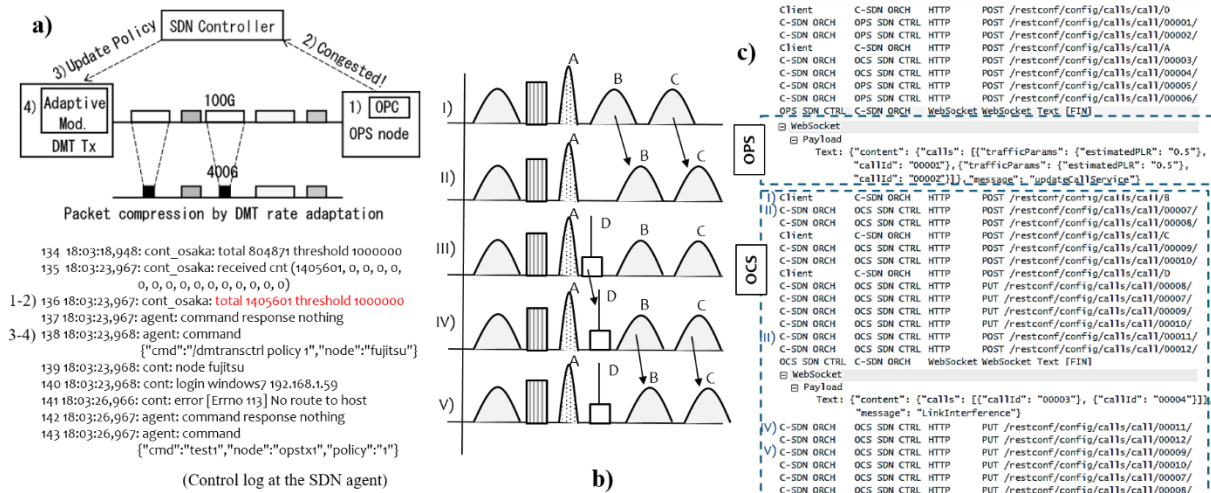 a)
SDN Controller
3) Update Policy
2) Congested!
4)
Adaptive
Mod.
DMT Tx
100G
1)
OPC
OPS node
400G
Packet compression by DMT rate adaptation
134 18:03:18,948: cont_osaka: total 804871 threshold 1000000
135 18:03:23,967: cont_osaka: received cnt (1405601, 0, 0, 0, 0,
0, 0, 0, 0, 0, 0, 0, 0, 0, 0)
1-2) 136 18:03:23,967: cont_osaka: total 1405601 threshold 1000000
137 18:03:23,967: agent: command response nothing
3-4) 138 18:03:23,968: agent: command
{"cmd":"/dmtransctrl policy 1","node":"fujitsu"}
139 18:03:23,968: cont: node fujitsu
140 18:03:23,968: cont: login windows7 192.168.1.59
141 18:03:26,966: cont: error [Errno 113] No route to host
142 18:03:26,967: agent: command response nothing
143 18:03:26,967: agent: command
{"cmd":"test1","node":"opstx1","policy":"1"}
(Control log at the SDN agent)
A
B
C
I)
II)
B
C
A
III)
D
B
C
A
IV)
D
B
C
A
V)
D
B
C
b)
c)
Client C-SDN ORCH HTTP POST /restconf/config/calls/call/0
C-SDN ORCH OPS SDN CTRL HTTP POST /restconf/config/calls/call/00001/
C-SDN ORCH OPS SDN CTRL HTTP POST /restconf/config/calls/call/00002/
Client C-SDN ORCH HTTP POST /restconf/config/calls/call/A
C-SDN ORCH OCS SDN CTRL HTTP POST /restconf/config/calls/call/00003/
C-SDN ORCH OCS SDN CTRL HTTP POST /restconf/config/calls/call/00004/
C-SDN ORCH OPS SDN CTRL HTTP POST /restconf/config/calls/call/00005/
C-SDN ORCH OPS SDN CTRL HTTP POST /restconf/config/calls/call/00006/
OPS SDN CTRL C-SDN ORCH WebSocket WebSocket Text [FIN]
OPS
WebSocket
Payload
Text: {"content": {"calls": [{"trafficParams": {"estimatedPLR": "0.5"},
"callId": "00001"},{"trafficParams": {"estimatedPLR": "0.5"},
"callId": "00002"}]},"message": "updateCallService"}
OCS
I) Client C-SDN ORCH HTTP POST /restconf/config/calls/call/B
II) C-SDN ORCH OCS SDN CTRL HTTP POST /restconf/config/calls/call/00007/
C-SDN ORCH OCS SDN CTRL HTTP POST /restconf/config/calls/call/00008/
Client C-SDN ORCH HTTP POST /restconf/config/calls/call/C
C-SDN ORCH OCS SDN CTRL HTTP POST /restconf/config/calls/call/00009/
C-SDN ORCH OCS SDN CTRL HTTP POST /restconf/config/calls/call/00010/
Client C-SDN ORCH HTTP POST /restconf/config/calls/call/D
C-SDN ORCH OCS SDN CTRL HTTP PUT /restconf/config/calls/call/00008/
C-SDN ORCH OCS SDN CTRL HTTP PUT /restconf/config/calls/call/00007/
C-SDN ORCH OCS SDN CTRL HTTP PUT /restconf/config/calls/call/00009/
C-SDN ORCH OCS SDN CTRL HTTP PUT /restconf/config/calls/call/00010/
III) C-SDN ORCH OCS SDN CTRL HTTP POST /restconf/config/calls/call/00011/
C-SDN ORCH OCS SDN CTRL HTTP POST /restconf/config/calls/call/00012/
OCS SDN CTRL C-SDN ORCH WebSocket WebSocket Text [FIN]
WebSocket
Payload
Text: {"content": {"calls": [{"callId": "00003"}, {"callId": "00004"}]},
"message": "LinkInterference"}
IV) C-SDN ORCH OCS SDN CTRL HTTP PUT /restconf/config/calls/call/00011/
C-SDN ORCH OCS SDN CTRL HTTP PUT /restconf/config/calls/call/00012/
V) C-SDN ORCH OCS SDN CTRL HTTP PUT /restconf/config/calls/call/00009/
C-SDN ORCH OCS SDN CTRL HTTP PUT /restconf/config/calls/call/00010/
C-SDN ORCH OCS SDN CTRL HTTP PUT /restconf/config/calls/call/00007/
C-SDN ORCH OCS SDN CTRL HTTP PUT /restconf/config/calls/call/00008/